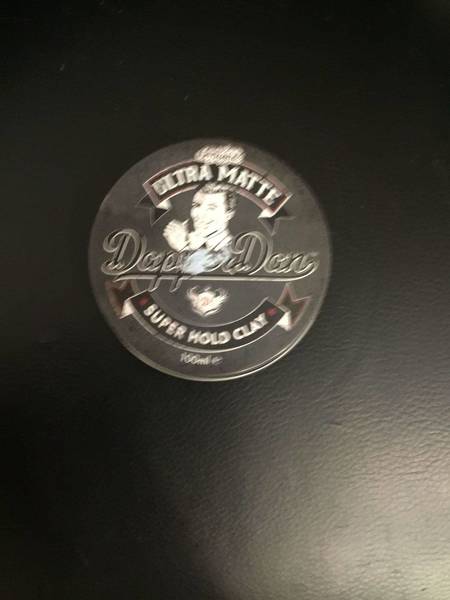 ULTRA MATTE
Dapper Dan
SUPER HOLD CLAY
100ml e